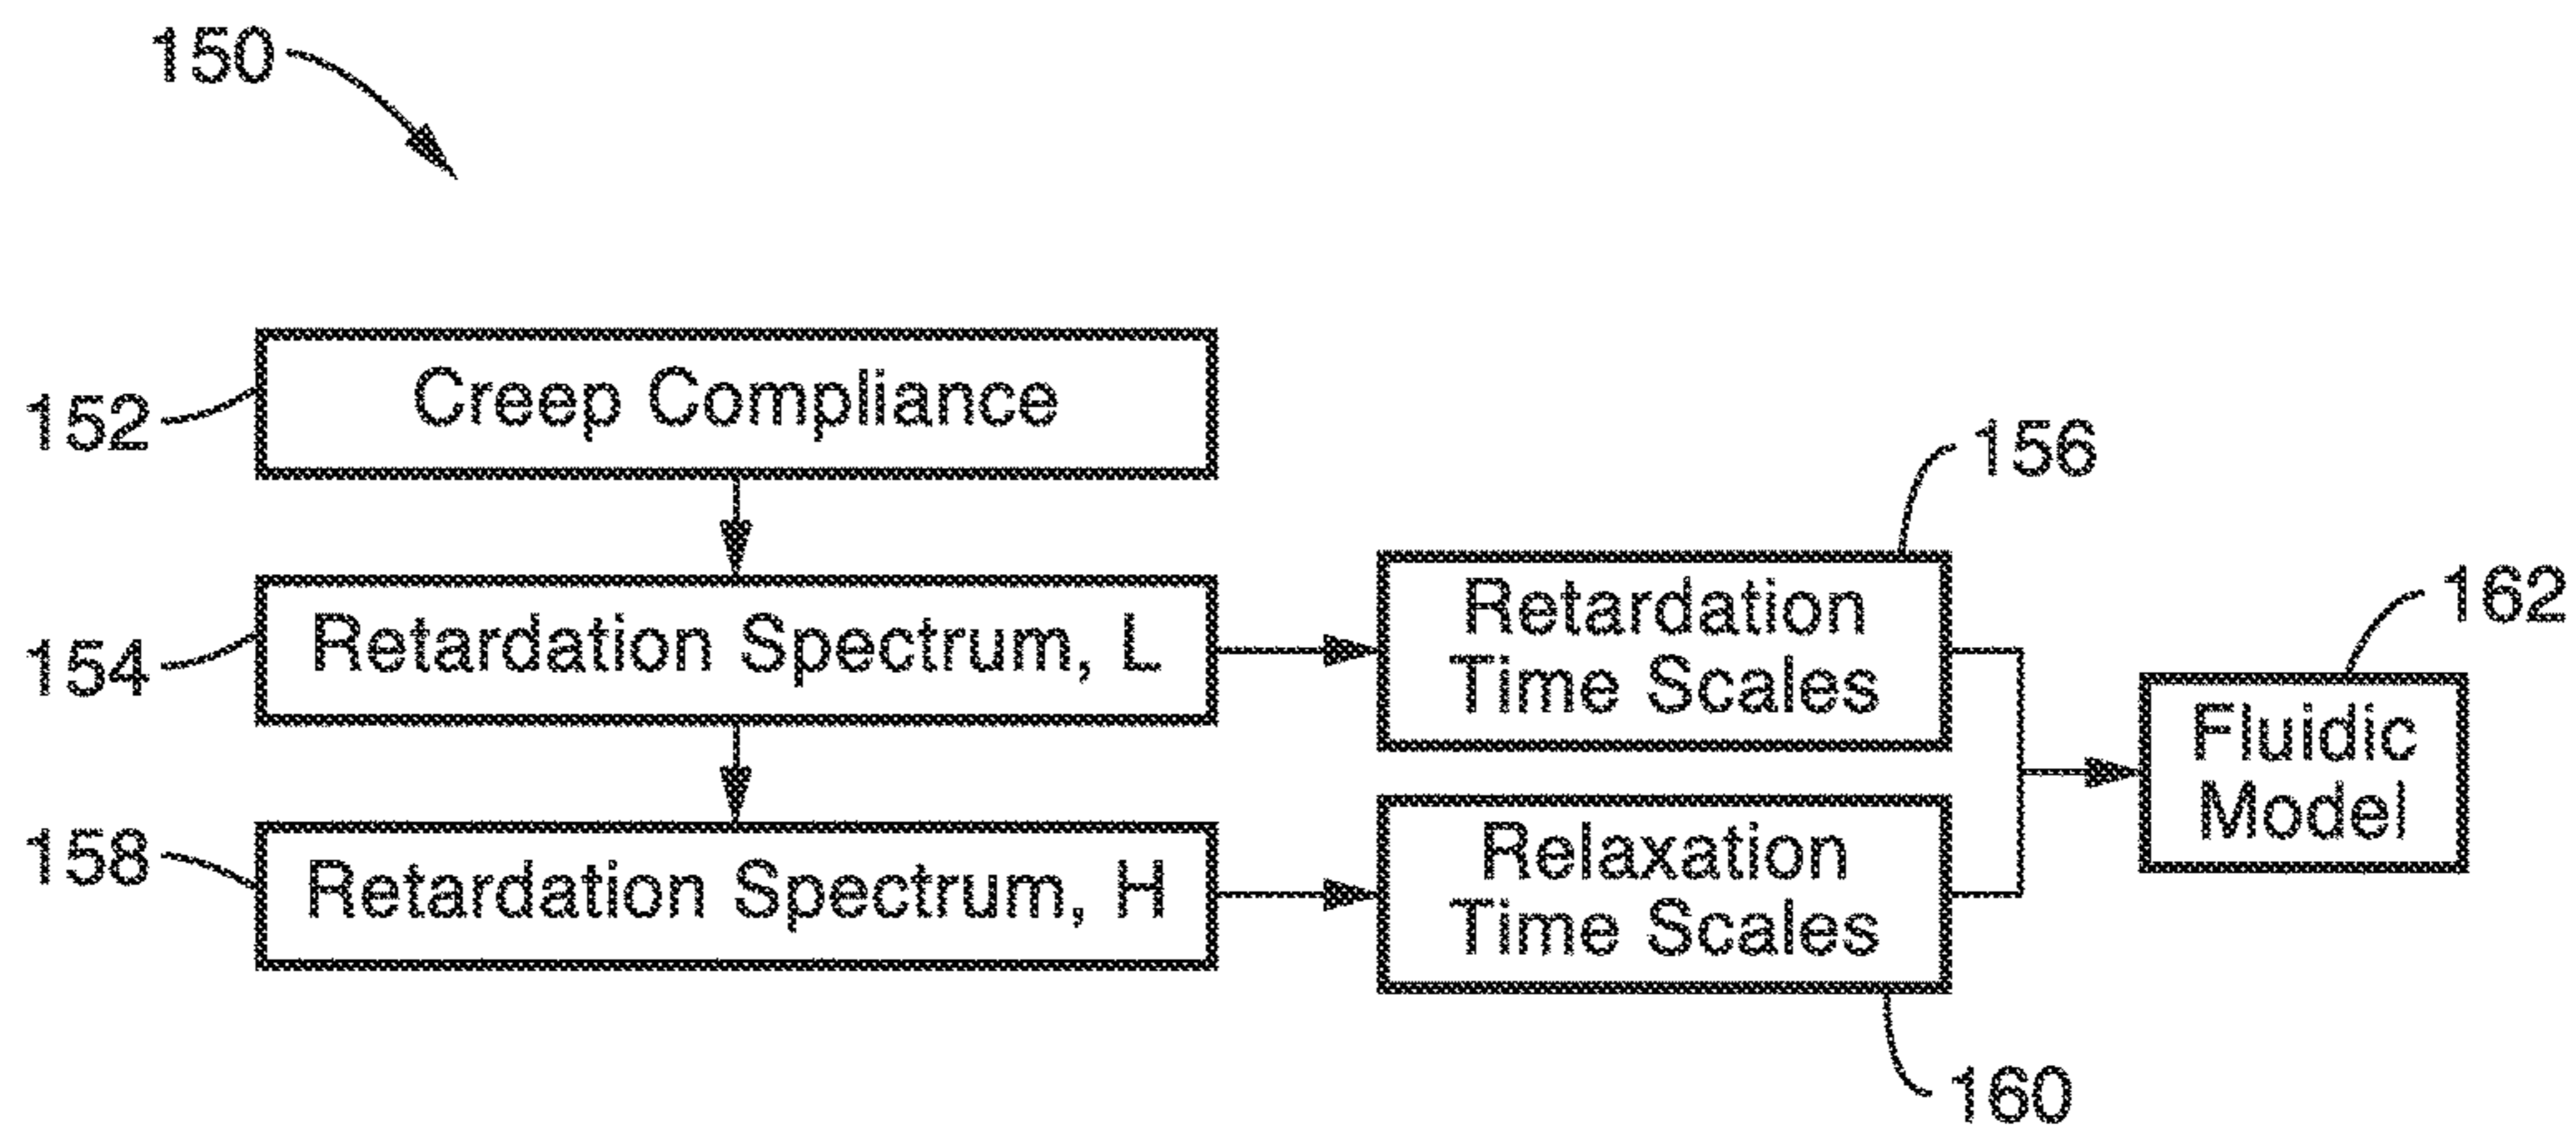 150
152
Creep Compliance
154
Retardation Spectrum, L
156
Retardation
Time Scales
158
Retardation Spectrum, H
160
Relaxation
Time Scales
162
Fluidic
Model